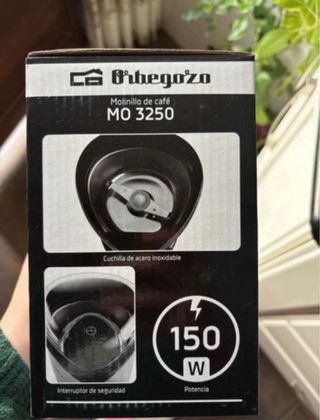 Orbegozo
Molinillo de café
MO 3250
Cuchilla de acero inoxidable
150
W
Potencia
Interruptor de seguridad